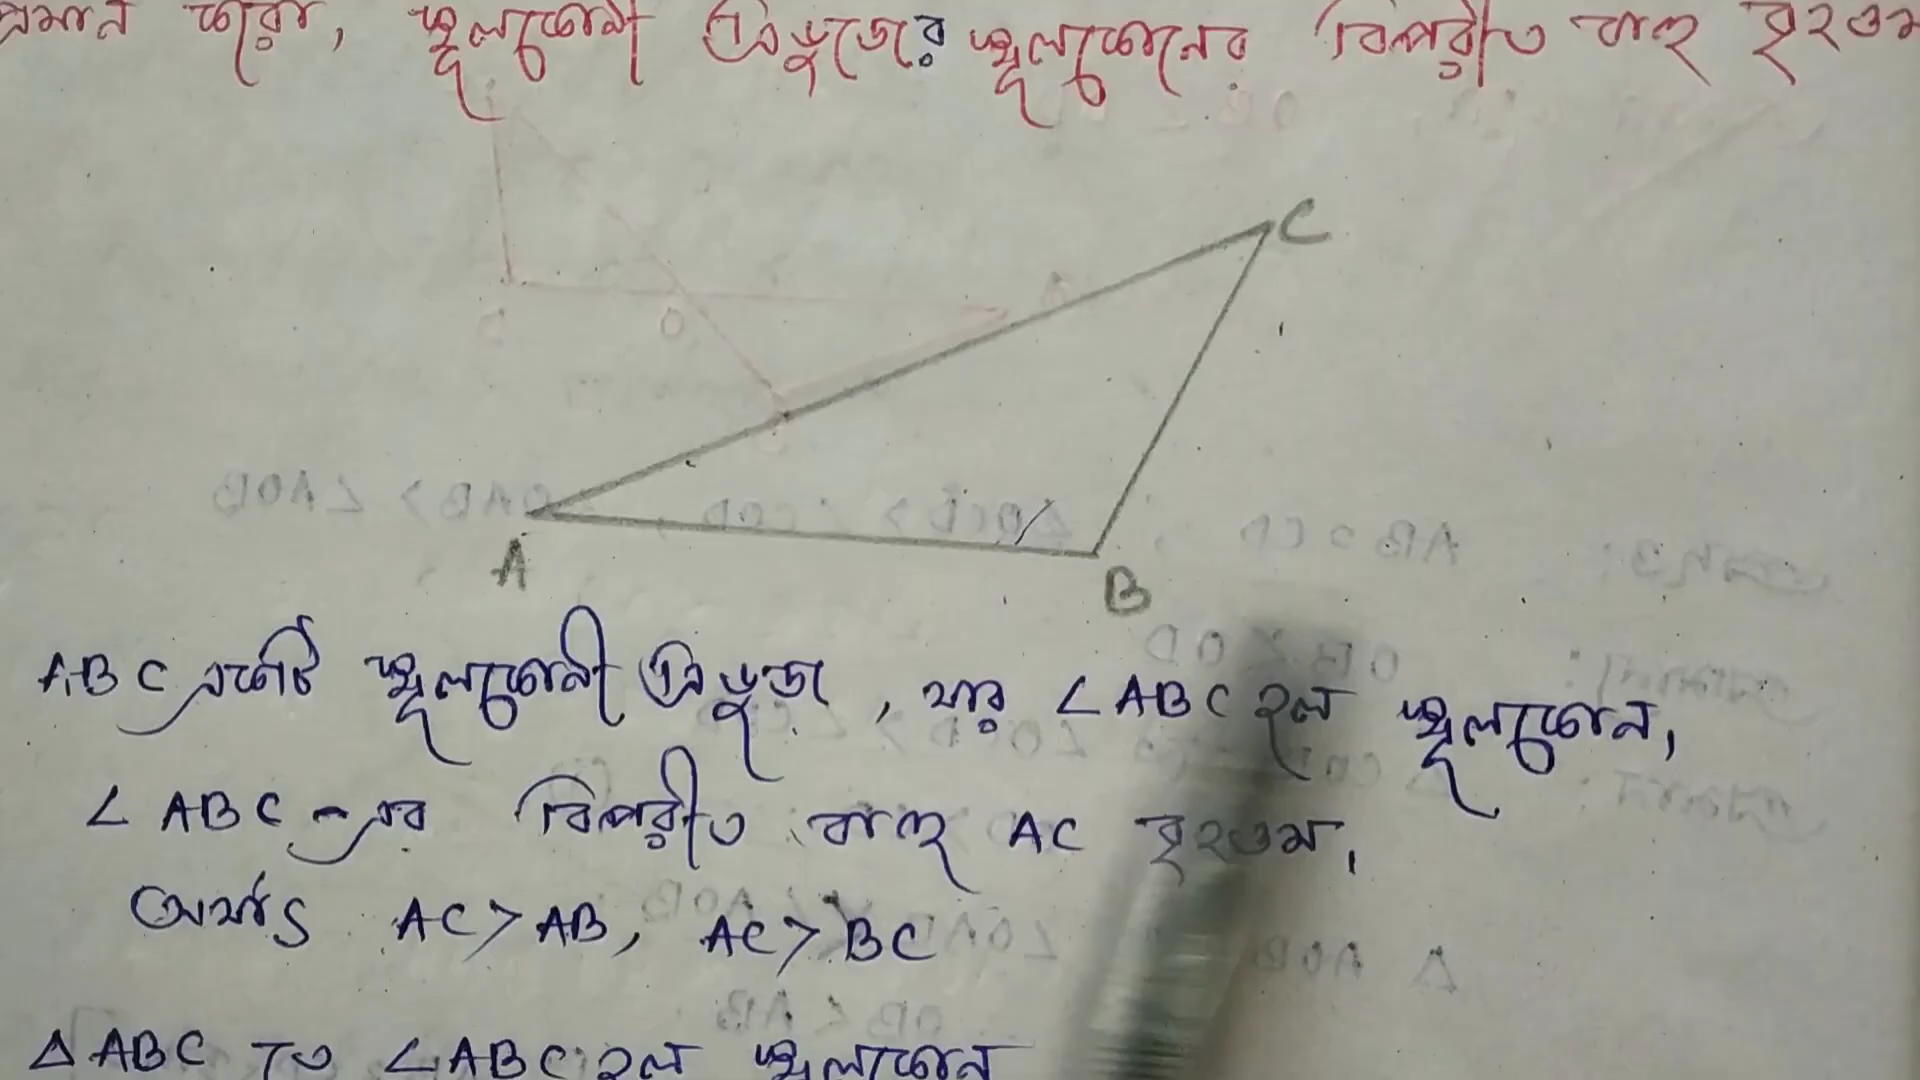 প্রমান করো, স্থূলকোনী ত্রিভুজের স্থূলকোনের বিপরীত বাহু বৃহত্তম
C
A
B
ABC একটি স্থূলকোনী ত্রিভুজ, যার ∠ABC হল স্থূলকোন,
∠ABC-এর বিপরীত বাহু AC বৃহত্তম,
অর্থাৎ AC>AB, AC>BC
△ABC তে ∠ABC হল স্থূলকোন